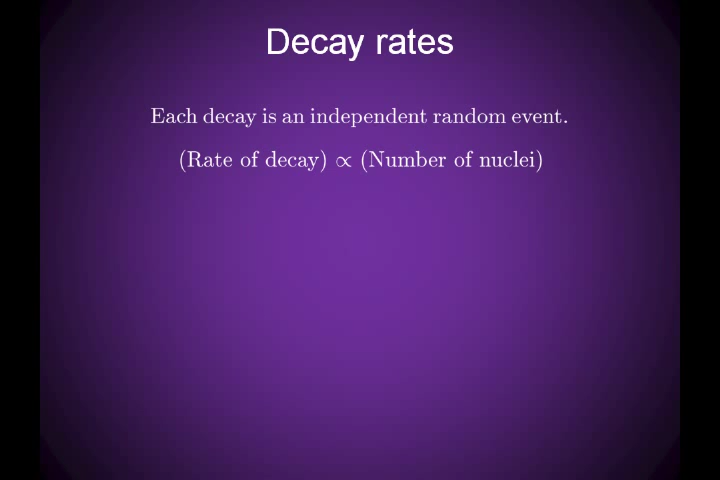 Decay rates
Each decay is an independent random event.
(Rate of decay) ∝ (Number of nuclei)